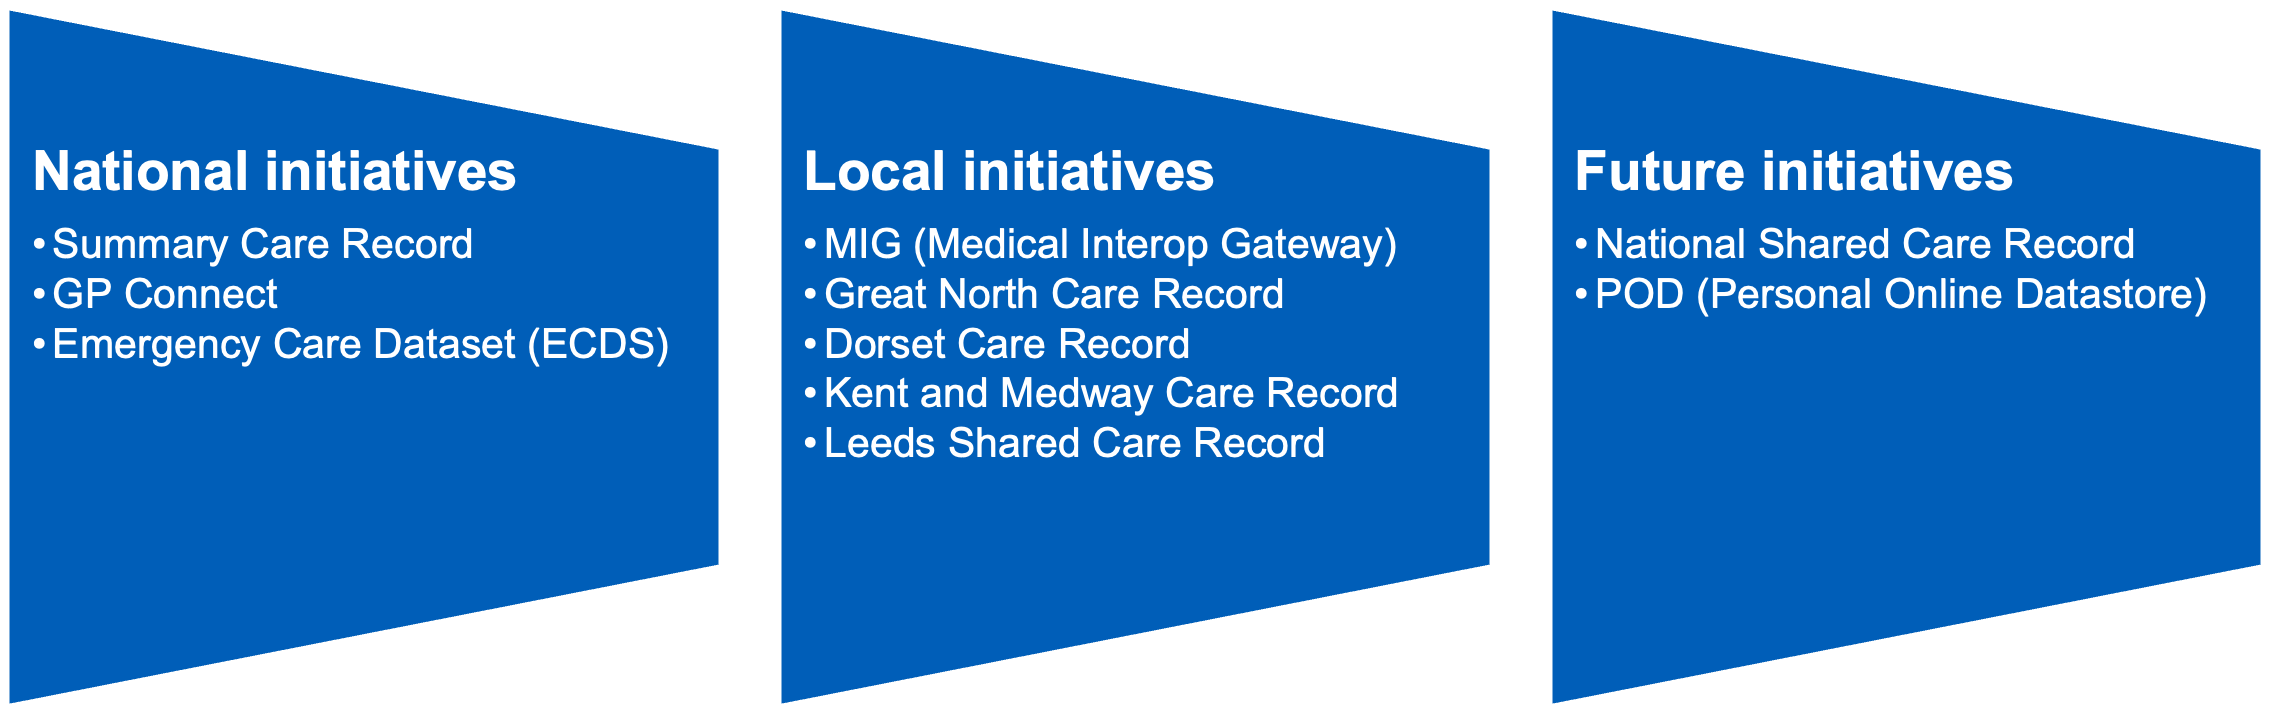 National initiatives
• Summary Care Record
• GP Connect
• Emergency Care Dataset (ECDS)
Local initiatives
• MIG (Medical Interop Gateway)
• Great North Care Record
• Dorset Care Record
• Kent and Medway Care Record
• Leeds Shared Care Record
Future initiatives
• National Shared Care Record
• POD (Personal Online Datastore)